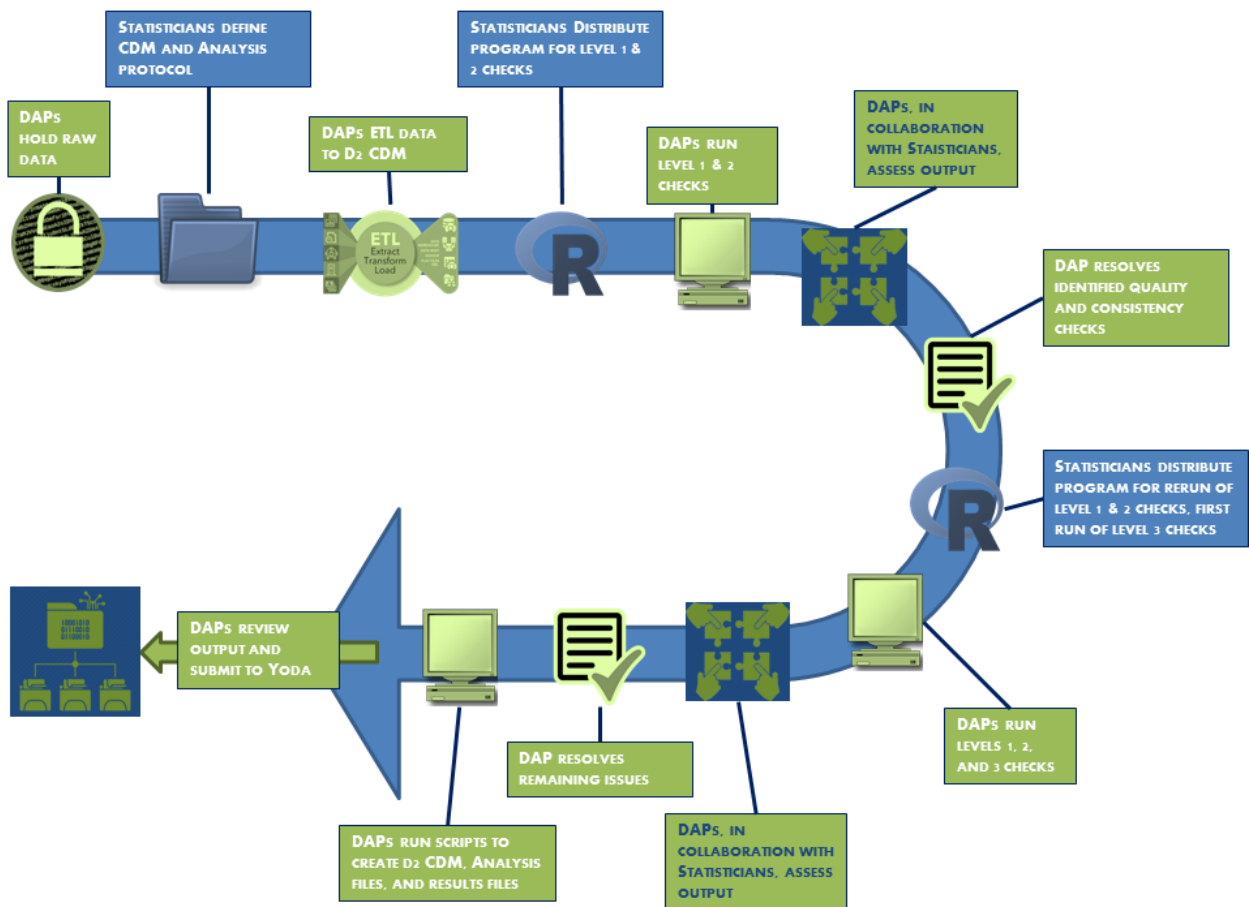 STATISTICIANS DEFINE
CDM AND ANALYSIS
PROTOCOL
STATISTICIANS DISTRIBUTE
PROGRAM FOR LEVEL 1 &
2 CHECKS
DAPS
HOLD RAW
DATA
DAPS ETL DATA
TO D2 CDM
DAPS RUN
LEVEL 1 & 2
CHECKS
DAPS, IN
COLLABORATION
WITH STAISTICIANS,
ASSESS OUTPUT
ETL
Extract
Transform
Load
R
DAP RESOLVES
IDENTIFIED QUALITY
AND CONSISTENCY
CHECKS
STATISTICIANS DISTRIBUTE
PROGRAM FOR RERUN OF
LEVEL 1 & 2 CHECKS, FIRST
RUN OF LEVEL 3 CHECKS
R
DAPS RUN
LEVELS 1, 2,
AND 3 CHECKS
DAPS, IN
COLLABORATION WITH
STATISTICIANS, ASSESS
OUTPUT
DAP RESOLVES
REMAINING ISSUES
DAPS RUN SCRIPTS TO
CREATE D2 CDM, ANALYSIS
FILES, AND RESULTS FILES
DAPS REVIEW
OUTPUT AND
SUBMIT TO YODA
10001010
01110010
01100010